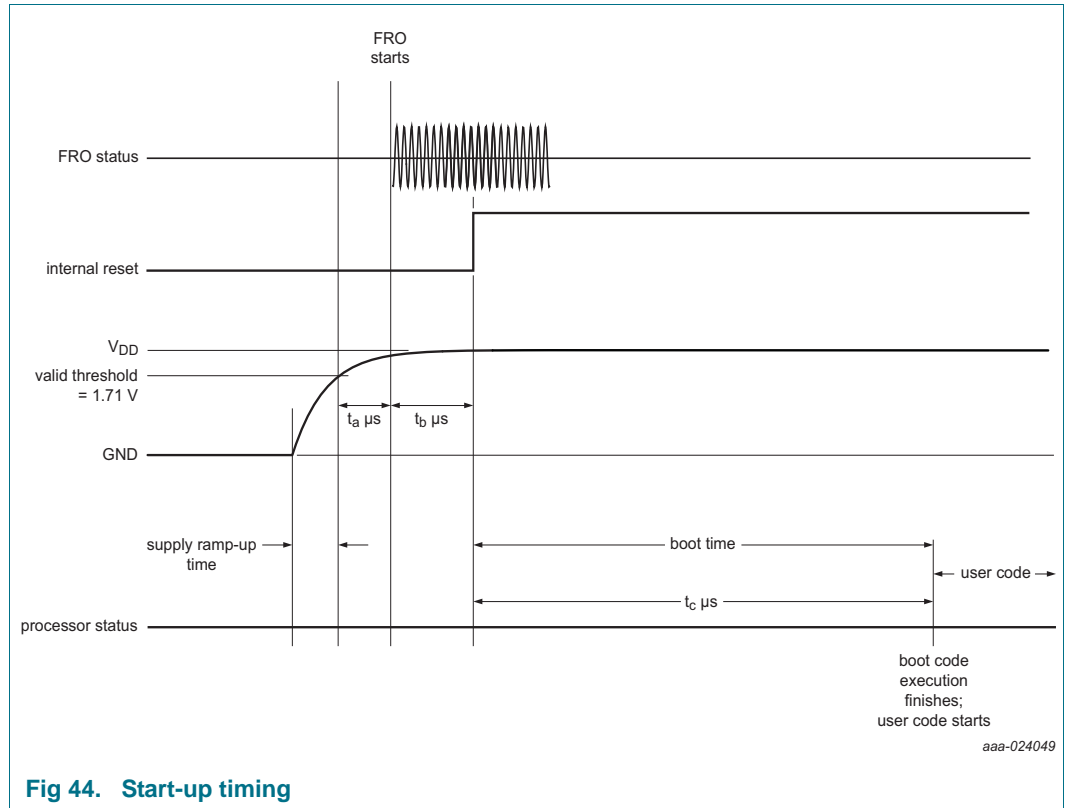 FRO
starts
FRO status
internal reset
VDD
valid threshold
= 1.71 V
ta μs
tb μs
GND
supply ramp-up
time
boot time
user code
tc μs
processor status
boot code
execution
finishes;
user code starts
aaa-024049
Fig 44. Start-up timing